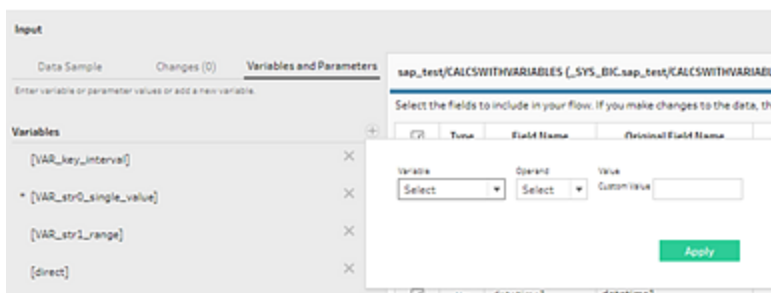 Input
Data Sample Changes (0) Variables and Parameters
Enter variable or parameter values or add a new variable.
Variables
[VAR_key_interval]
* [VAR_str0_single_value]
[VAR_str1_range]
[direct]
sap_test/CALCSWITHVARIABLES (_SYS_BIC.sap_test/CALCSWITHVARIABL
Select the fields to include in your flow. If you make changes to the data, th
Type Field Name Original Field Name
Variable Operand Value
Select Select Custom Value
Apply